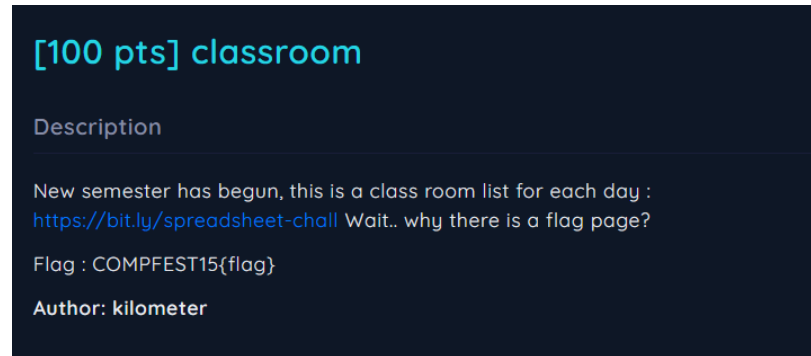 [100 pts] classroom
Description
New semester has begun, this is a class room list for each day :
https://bit.ly/spreadsheet-chall Wait.. why there is a flag page?
Flag : COMPFEST15{flag}
Author: kilometer